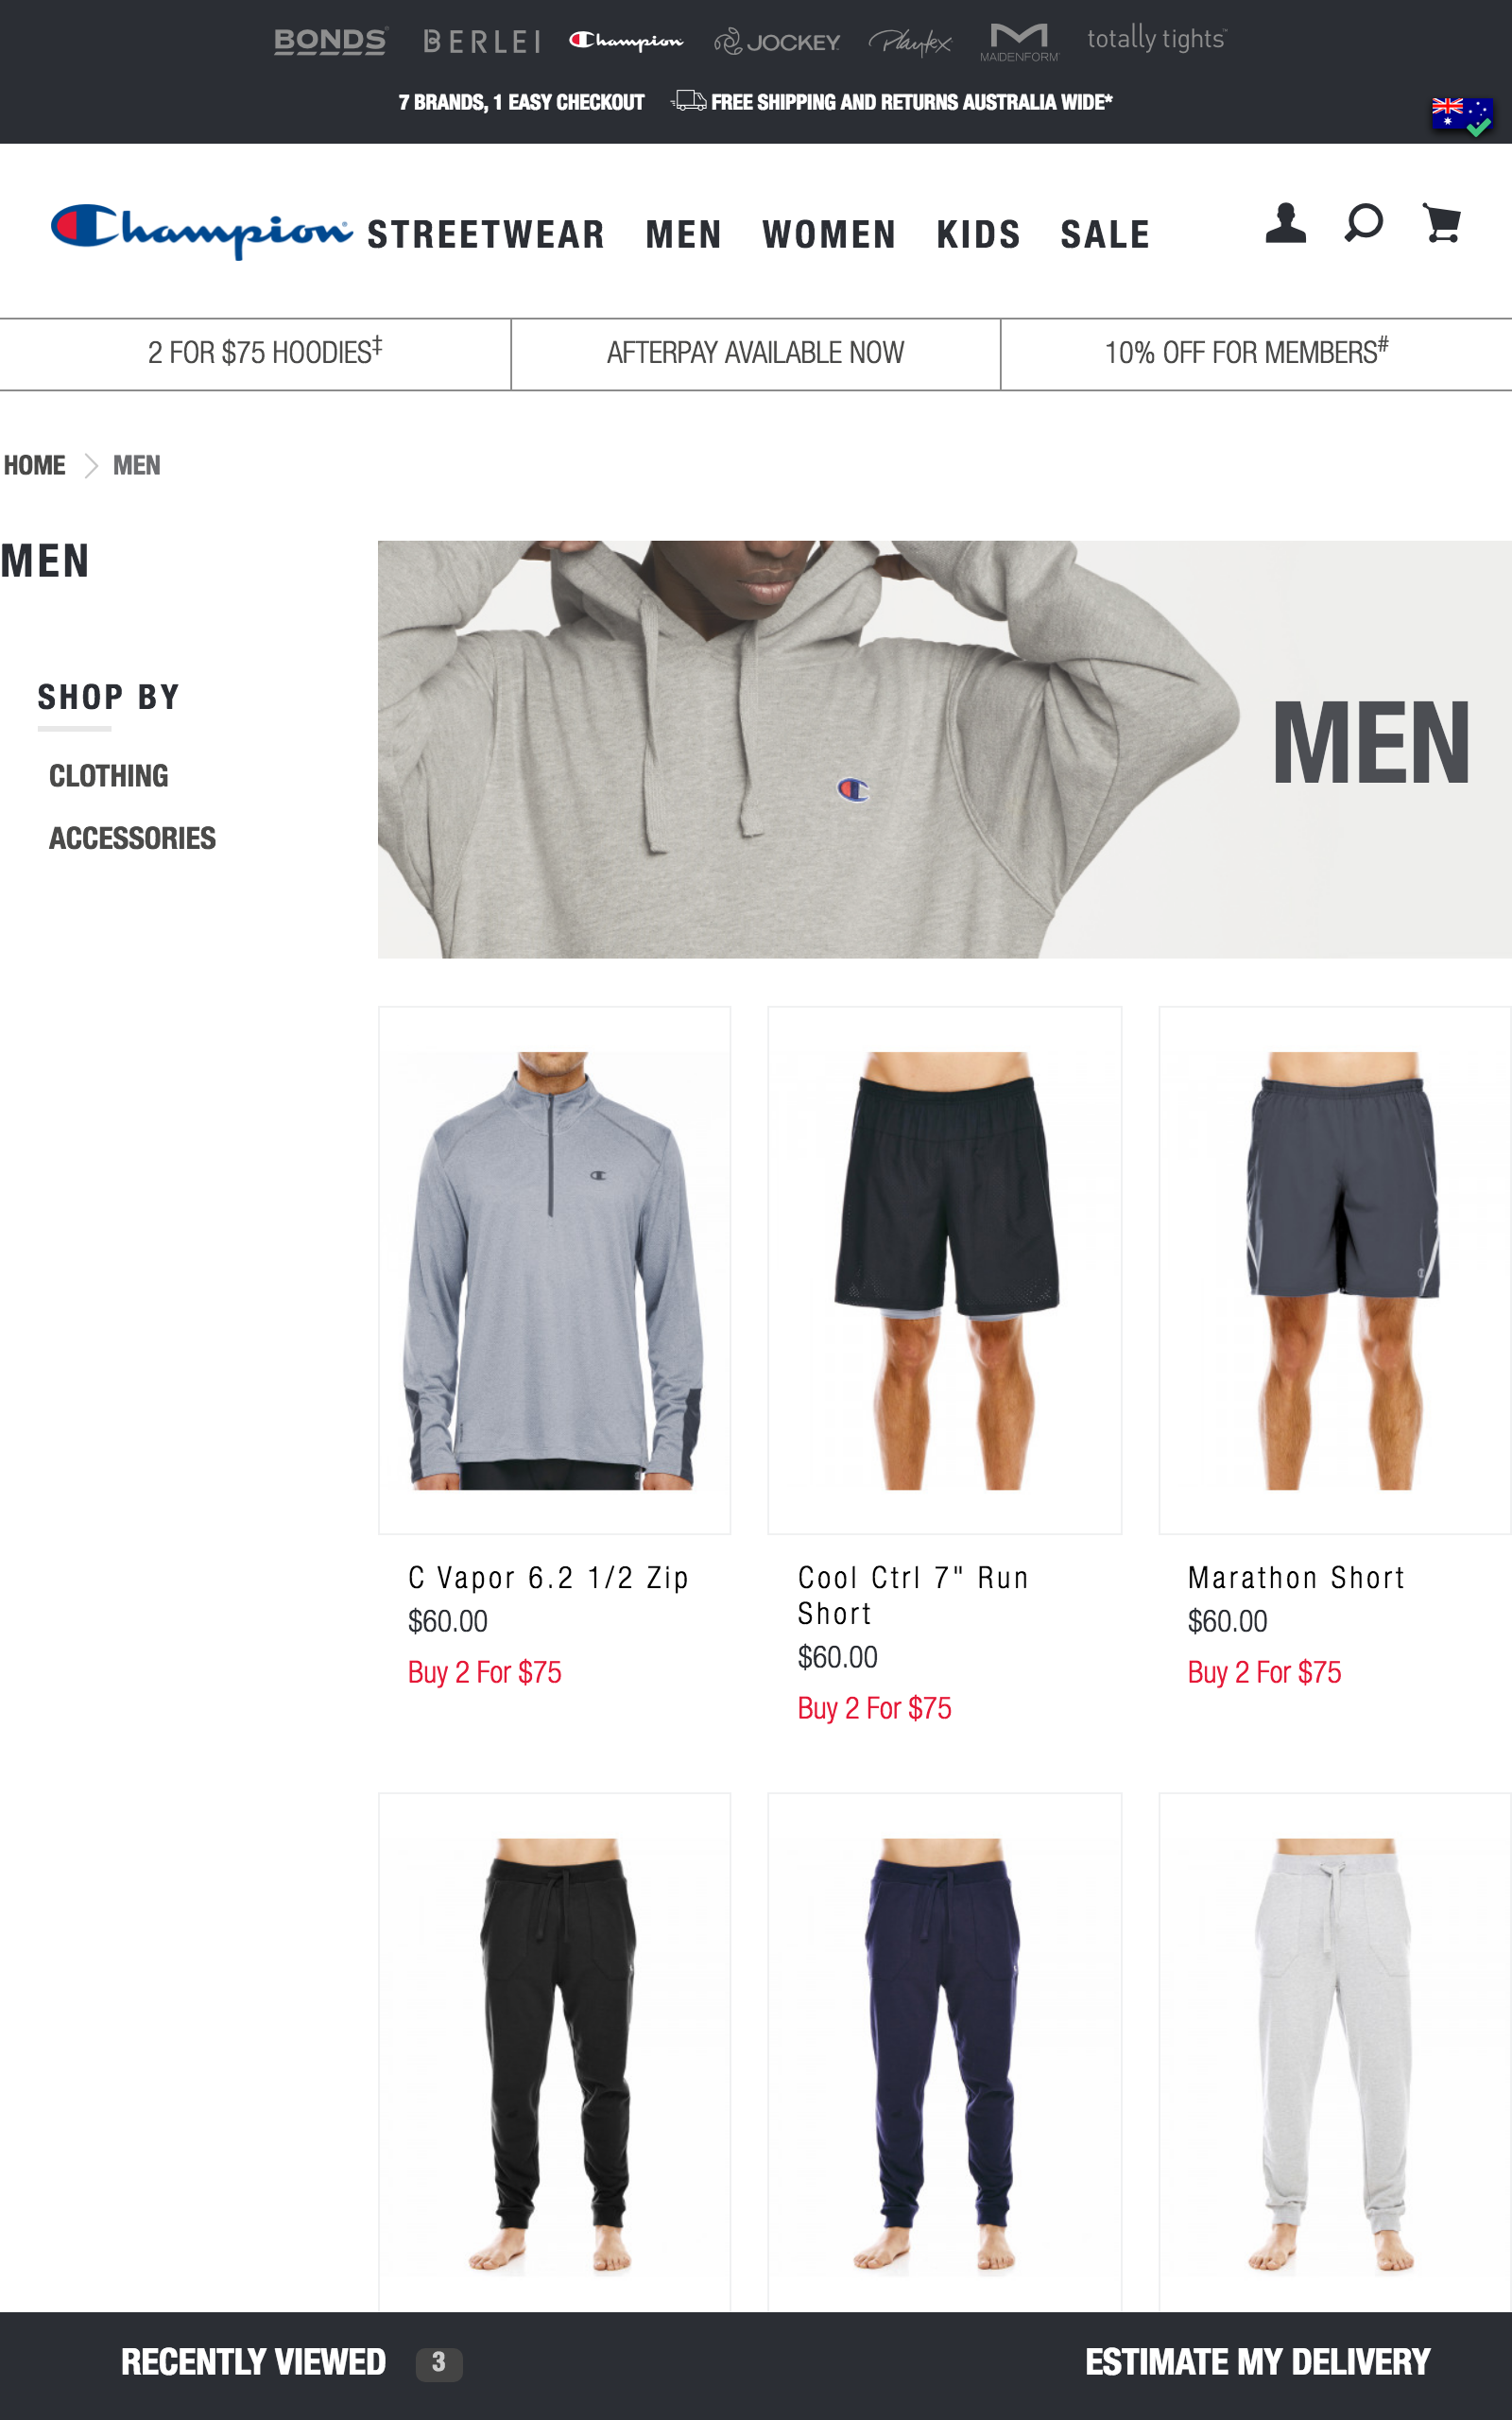 BONDS BERLEI Champion JOCKEY Playtex MAIDENFORM totally tights
7 BRANDS, 1 EASY CHECKOUT FREE SHIPPING AND RETURNS AUSTRALIA WIDE*
Champion STREETWEAR MEN WOMEN KIDS SALE
2 FOR $75 HOODIES‡ AFTERPAY AVAILABLE NOW 10% OFF FOR MEMBERS#
HOME > MEN
MEN
SHOP BY
CLOTHING
ACCESSORIES
MEN
C Vapor 6.2 1/2 Zip
$60.00
Buy 2 For $75
Cool Ctrl 7" Run
Short
$60.00
Buy 2 For $75
Marathon Short
$60.00
Buy 2 For $75
RECENTLY VIEWED 3 ESTIMATE MY DELIVERY